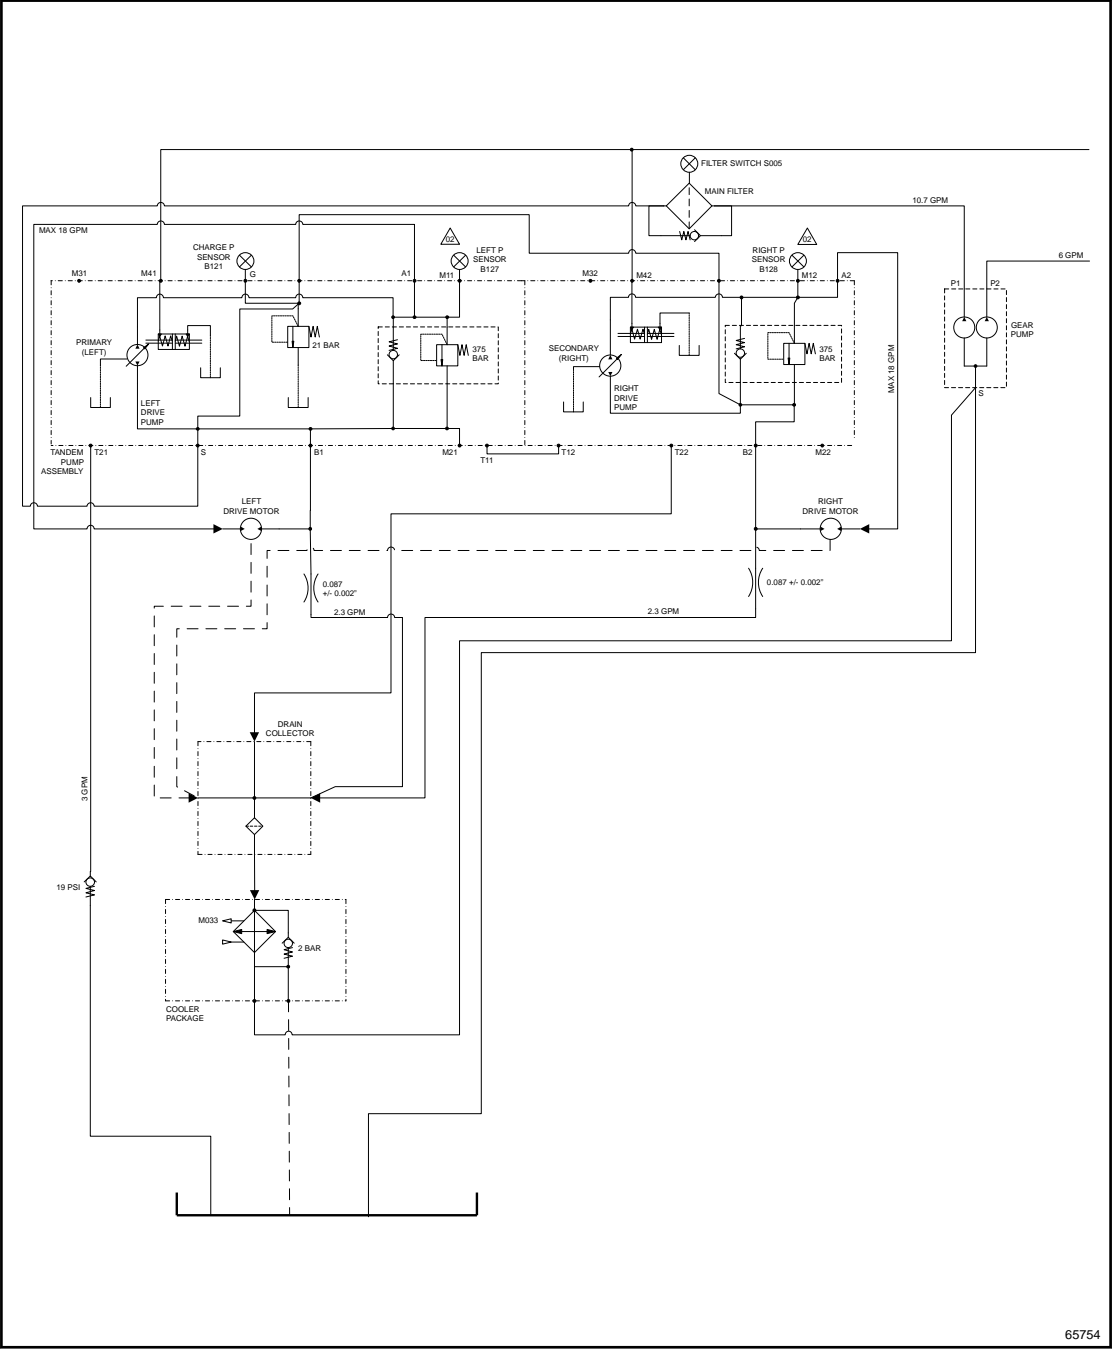 FILTER SWITCH S005
MAIN FILTER
10.7 GPM
MAX 18 GPM
02
02
CHARGE P
SENSOR
B121
G
LEFT P
SENSOR
B127
RIGHT P
SENSOR
B128
6 GPM
M31
M41
A1
M11
M32
M42
M12
A2
P1
P2
GEAR
PUMP
S
PRIMARY
(LEFT)
21 BAR
375
BAR
SECONDARY
(RIGHT)
375
BAR
MAX 18 GPM
LEFT
DRIVE
PUMP
RIGHT
DRIVE
PUMP
TANDEM
PUMP
ASSEMBLY
T21
S
B1
M21
T11
T12
T22
B2
M22
LEFT
DRIVE MOTOR
RIGHT
DRIVE MOTOR
0.087
+/- 0.002"
0.087 +/- 0.002"
2.3 GPM
2.3 GPM
DRAIN
COLLECTOR
3 GPM
19 PSI
M033
2 BAR
COOLER
PACKAGE
65754